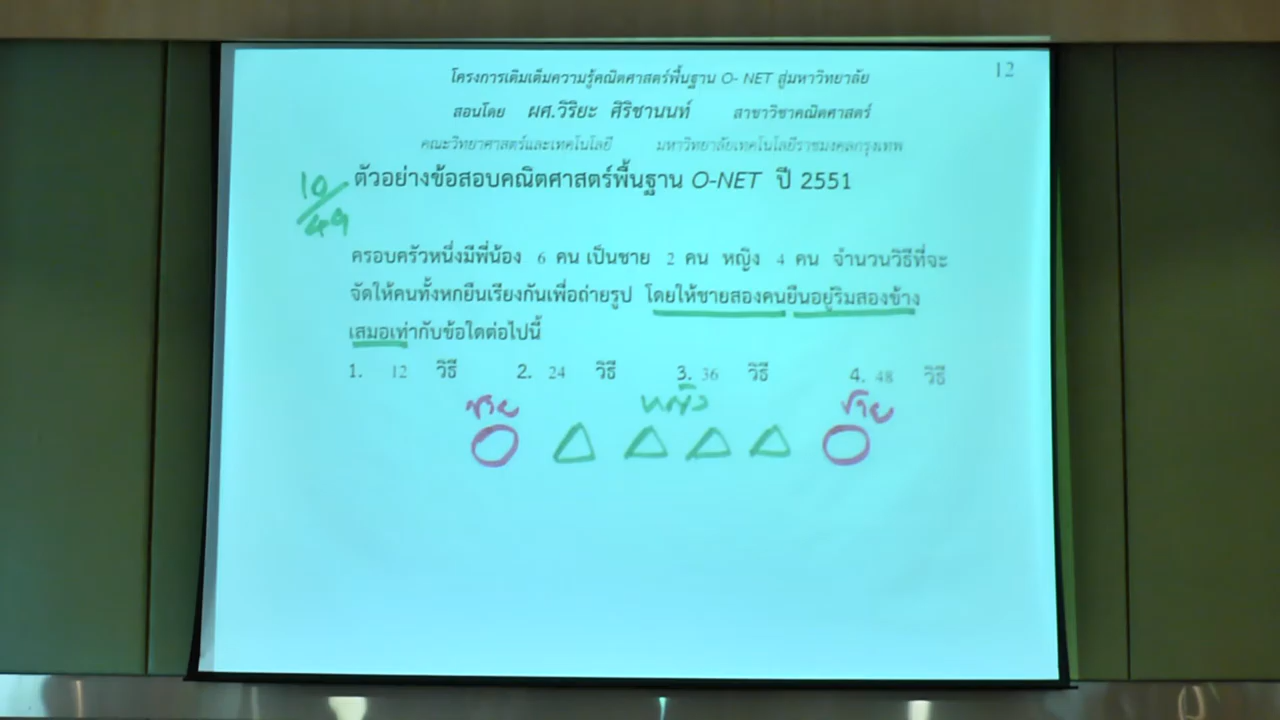 12
โครงการเติมเต็มความรู้คณิตศาสตร์พื้นฐาน O- NET สู่มหาวิทยาลัย
สอนโดย ผศ.วิริยะ ศิริชานนท์ สาขาวิชาคณิตศาสตร์
คณะวิทยาศาสตร์และเทคโนโลยี มหาวิทยาลัยเทคโนโลยีราชมงคลกรุงเทพ
10/49
ตัวอย่างข้อสอบคณิตศาสตร์พื้นฐาน O-NET ปี 2551
ครอบครัวหนึ่งมีพี่น้อง 6 คน เป็นชาย 2 คน หญิง 4 คน จำนวนวิธีที่จะ
จัดให้คนทั้งหกยืนเรียงกันเพื่อถ่ายรูป โดยให้ชายสองคนยืนอยู่ริมสองข้าง
เสมอเท่ากับข้อใดต่อไปนี้
1. 12 วิธี 2. 24 วิธี 3. 36 วิธี 4. 48 วิธี
ชาย หญิง ชาย